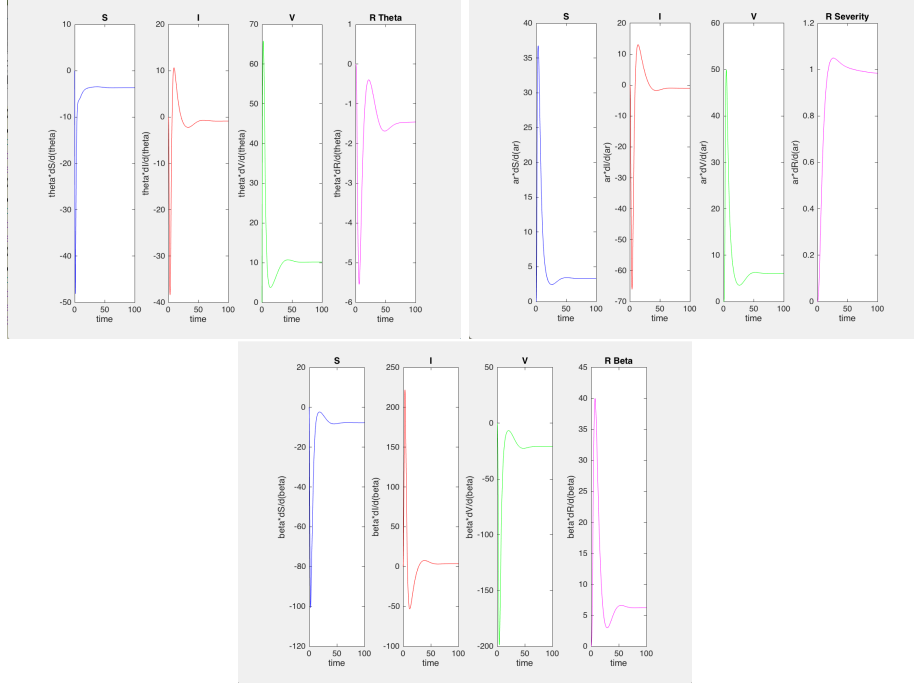 S
theta*dS/d(theta)
10
0
-10
-20
-30
-40
-50
0 50 100
time
I
theta*dI/d(theta)
20
10
0
-10
-20
-30
-40
0 50 100
time
V
theta*dV/d(theta)
70
60
50
40
30
20
10
0
0 50 100
time
R Theta
theta*dR/d(theta)
1
0
-1
-2
-3
-4
-5
-6
0 50 100
time
S
ar*dS/d(ar)
40
35
30
25
20
15
10
5
0
0 50 100
time
I
ar*dI/d(ar)
20
10
0
-10
-20
-30
-40
-50
-60
-70
0 50 100
time
V
ar*dV/d(ar)
60
50
40
30
20
10
0
0 50 100
time
R Severity
ar*dR/d(ar)
1.2
1
0.8
0.6
0.4
0.2
0
0 50 100
time
S
beta*dS/d(beta)
20
0
-20
-40
-60
-80
-100
-120
0 50 100
time
I
beta*dI/d(beta)
250
200
150
100
50
0
-50
-100
0 50 100
time
V
beta*dV/d(beta)
50
0
-50
-100
-150
-200
0 50 100
time
R Beta
beta*dR/d(beta)
45
40
35
30
25
20
15
10
5
0
0 50 100
time